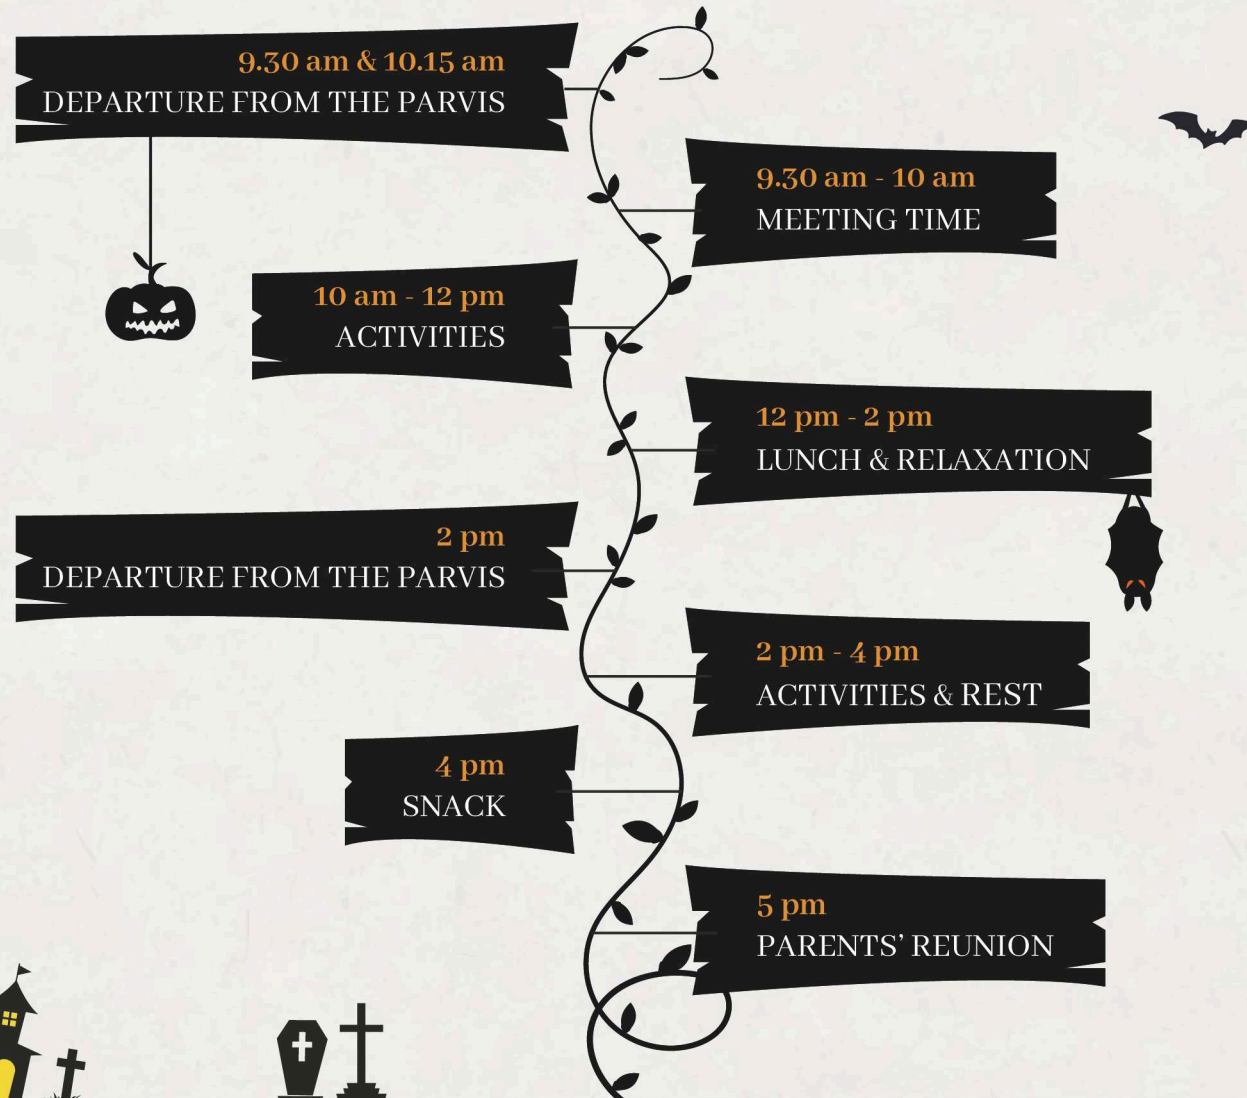 9.30 am & 10.15 am
DEPARTURE FROM THE PARVIS
9.30 am - 10 am
MEETING TIME
10 am - 12 pm
ACTIVITIES
12 pm - 2 pm
LUNCH & RELAXATION
2 pm
DEPARTURE FROM THE PARVIS
2 pm - 4 pm
ACTIVITIES & REST
4 pm
SNACK
5 pm
PARENTS’ REUNION